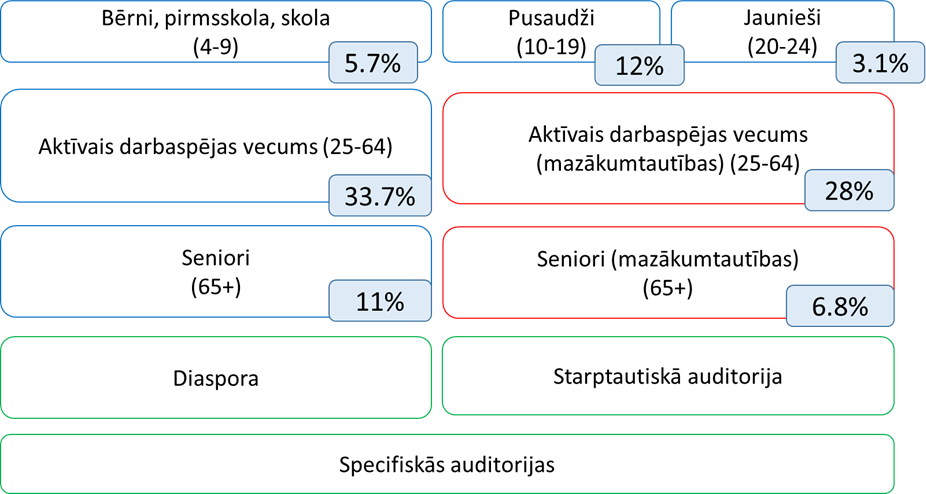 Bērni, pirmsskola, skola
(4-9)
5.7%
Pusaudži
(10-19)
12%
Jaunieši
(20-24)
3.1%
Aktīvais darbaspējas vecums (25-64)
33.7%
Aktīvais darbaspējas vecums
(mazākumtautības) (25-64)
28%
Seniori
(65+)
11%
Seniori (mazākumtautības)
(65+)
6.8%
Diaspora
Starptautiskā auditorija
Specifiskās auditorijas